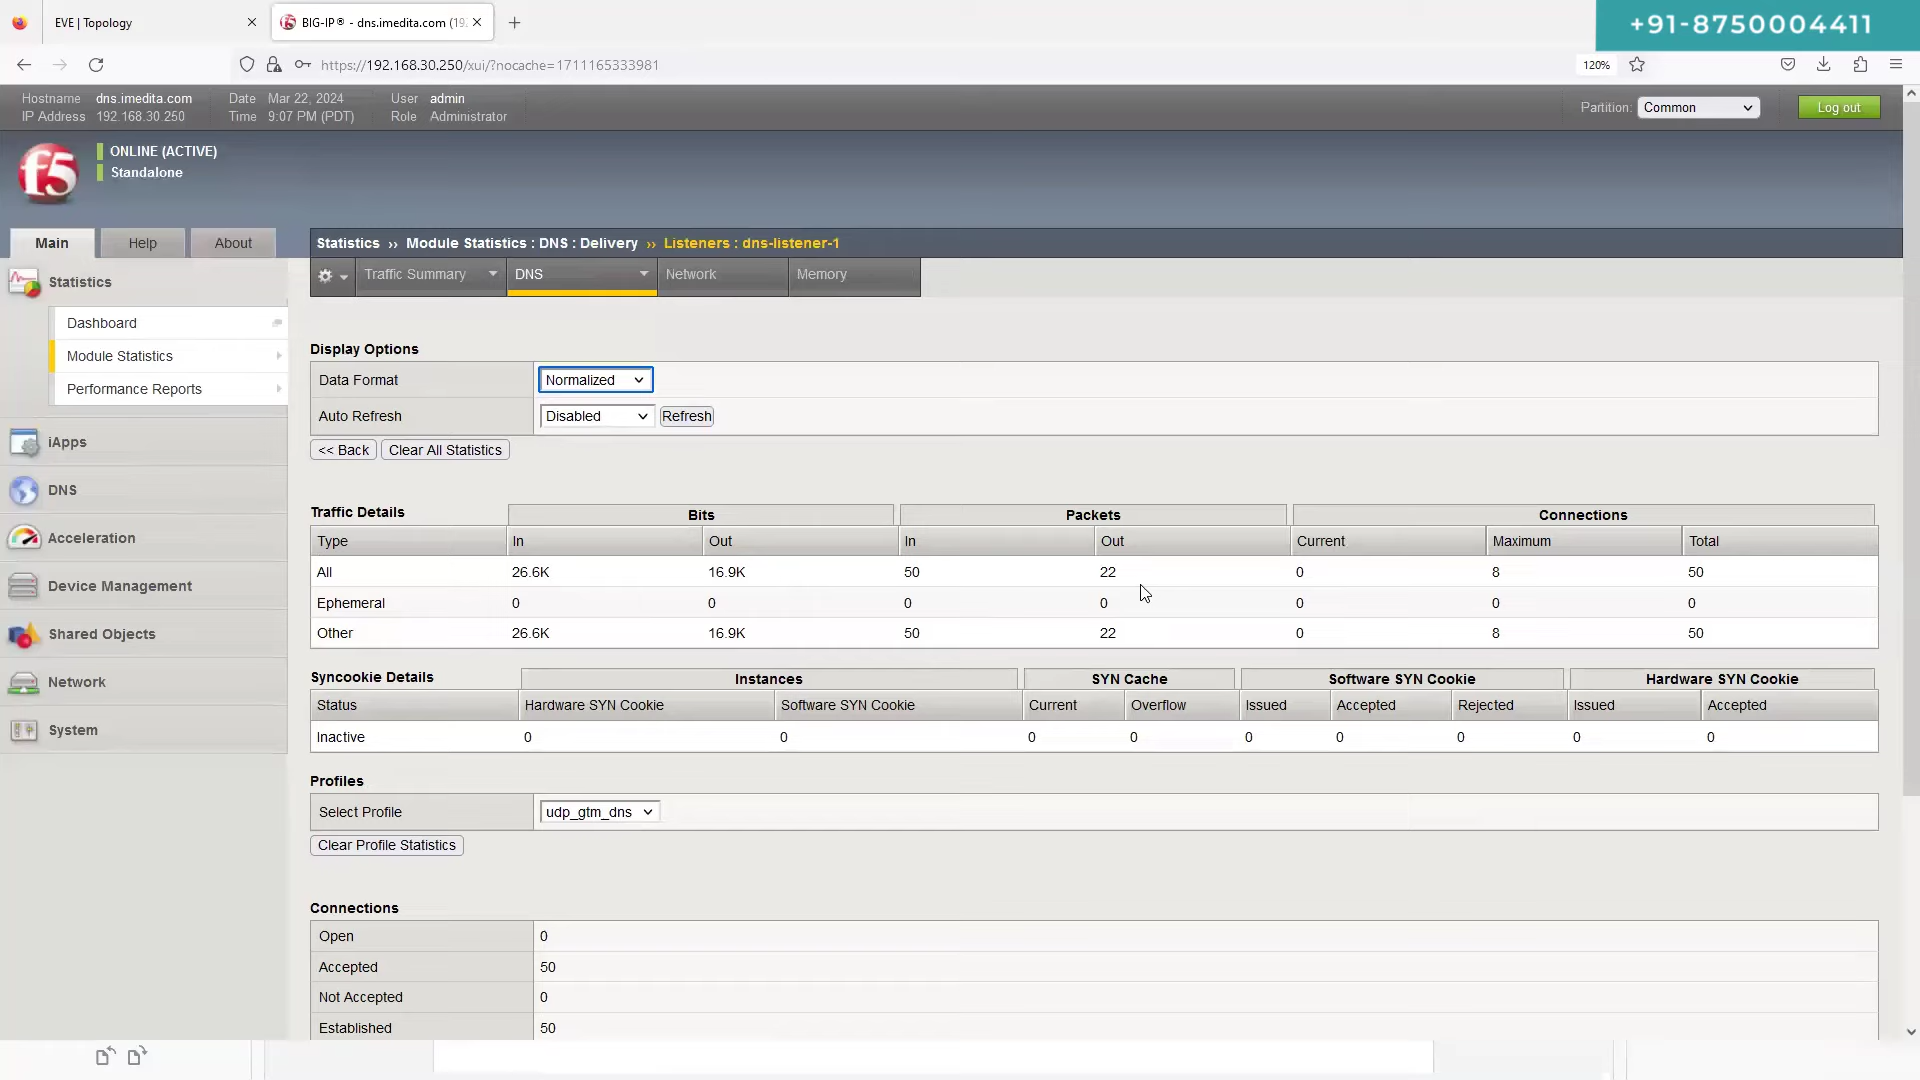 EVE | Topology
BIG-IP® - dns.imedita.com (19
+91-8750004411
https://192.168.30.250/xui/?nocache=1711165333981
120%
Hostname dns.imedita.com Date Mar 22, 2024 User admin
IP Address 192.168.30.250 Time 9:07 PM (PDT) Role Administrator
Partition: Common Log out
f5
ONLINE (ACTIVE)
Standalone
Main Help About
Statistics ›› Module Statistics : DNS : Delivery ›› Listeners : dns-listener-1
Traffic Summary DNS Network Memory
Statistics
Dashboard
Module Statistics
Performance Reports
iApps
DNS
Acceleration
Device Management
Shared Objects
Network
System
Display Options
Data Format Normalized
Auto Refresh Disabled Refresh
<< Back Clear All Statistics
Traffic Details Bits Packets Connections
Type In Out In Out Current Maximum Total
All 26.6K 16.9K 50 22 0 8 50
Ephemeral 0 0 0 0 0 0 0
Other 26.6K 16.9K 50 22 0 8 50
Syncookie Details Instances SYN Cache Software SYN Cookie Hardware SYN Cookie
Status Hardware SYN Cookie Software SYN Cookie Current Overflow Issued Accepted Rejected Issued Accepted
Inactive 0 0 0 0 0 0 0 0 0
Profiles
Select Profile udp_gtm_dns
Clear Profile Statistics
Connections
Open 0
Accepted 50
Not Accepted 0
Established 50